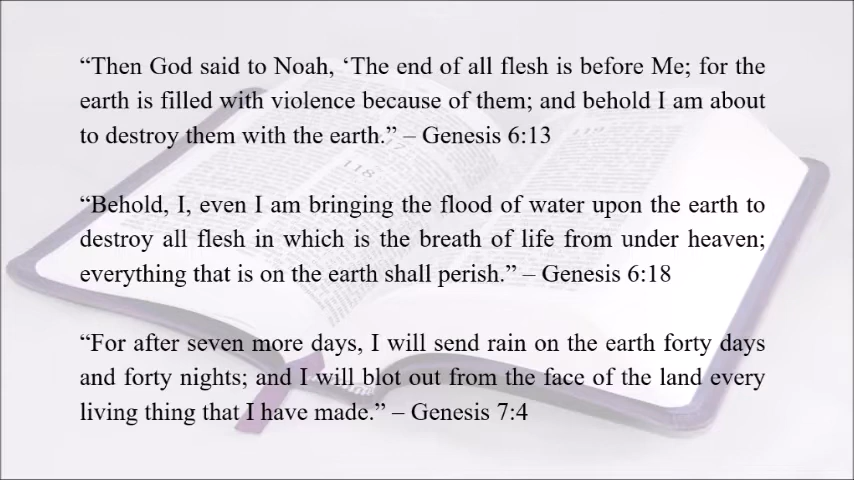 “Then God said to Noah, ‘The end of all flesh is before Me; for the
earth is filled with violence because of them; and behold I am about
to destroy them with the earth.” – Genesis 6:13
“Behold, I, even I am bringing the flood of water upon the earth to
destroy all flesh in which is the breath of life from under heaven;
everything that is on the earth shall perish.” – Genesis 6:18
“For after seven more days, I will send rain on the earth forty days
and forty nights; and I will blot out from the face of the land every
living thing that I have made.” – Genesis 7:4
118